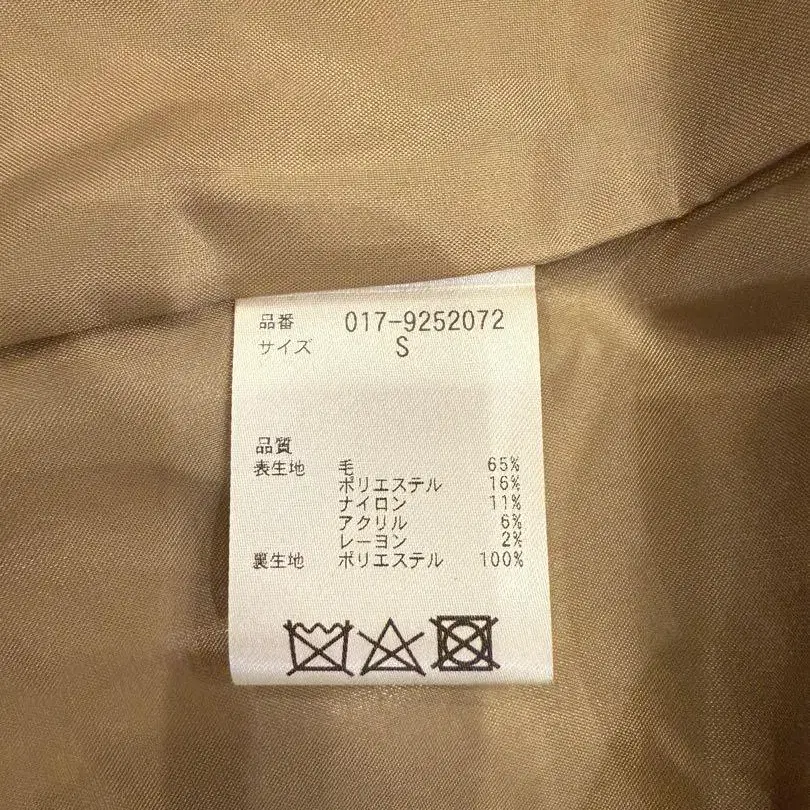 品番 017-9252072
サイズ S
品質
表生地 毛 65%
ポリエステル 16%
ナイロン 11%
アクリル 6%
レーヨン 2%
裏生地 ポリエステル 100%